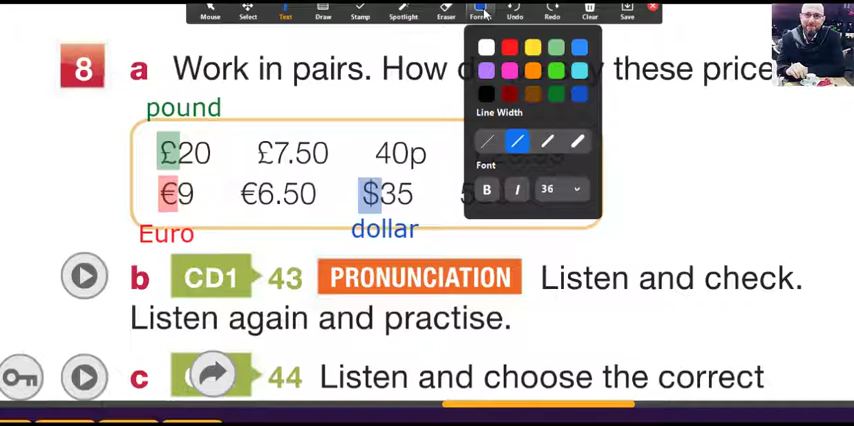 Mouse Select Text Draw Stamp Spotlight Eraser Format Undo Redo Clear Save
8 a Work in pairs. How these
pound
£20 £7.50 40p
€9 €6.50 $35
Euro dollar
Line Width
Font
B I 36
b CD1 43 PRONUNCIATION Listen and check.
Listen again and practise.
c 44 Listen and choose the correct